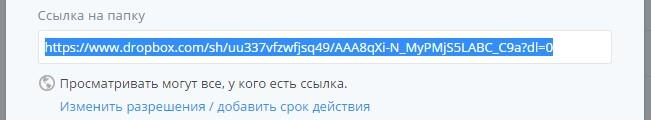 Ссылка на папку
https://www.dropbox.com/sh/uu337vfzwfjsq49/AAA8qXi-N_MyPMjS5LABC_C9a?dl=0
Просматривать могут все, у кого есть ссылка.
Изменить разрешения / добавить срок действия